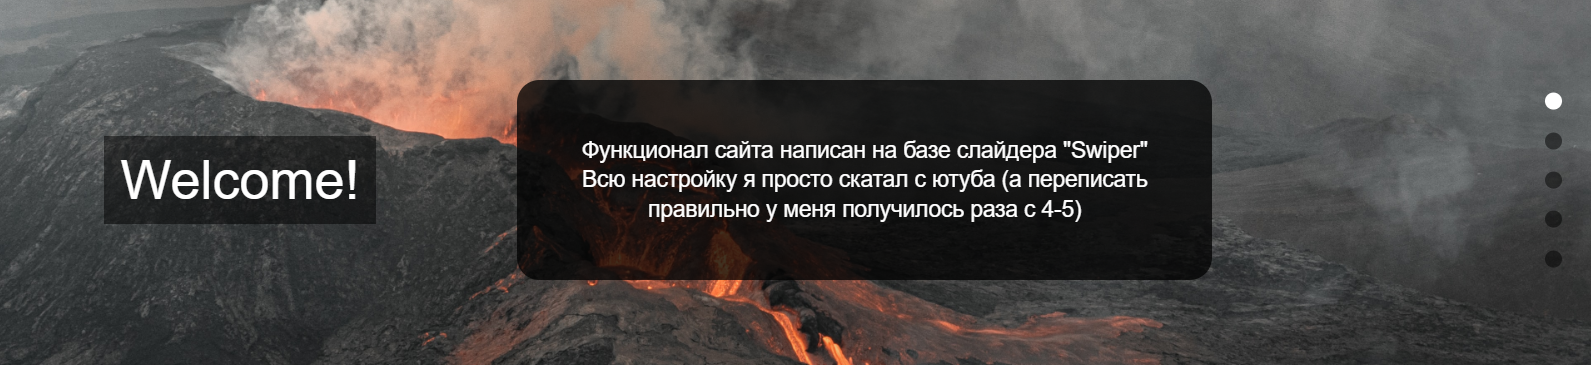 Welcome!
Функционал сайта написан на базе слайдера "Swiper"
Всю настройку я просто скатал с ютуба (а переписать
правильно у меня получилось раза с 4-5)